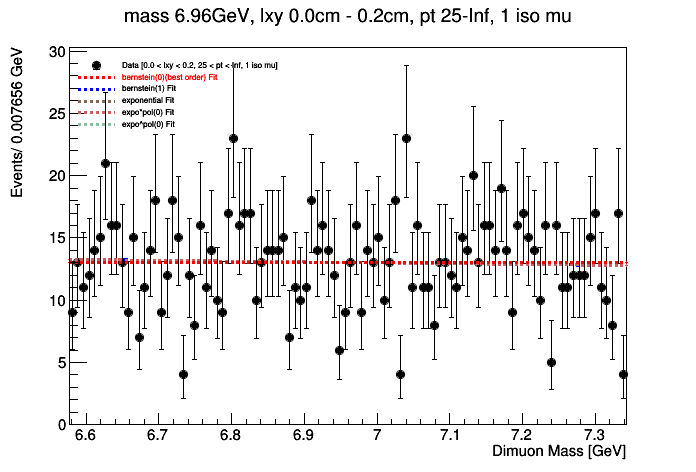 mass 6.96GeV, lxy 0.0cm - 0.2cm, pt 25-Inf, 1 iso mu
Events/ 0.007656 GeV
30
25
20
15
10
5
0
Data [0.0 < lxy < 0.2, 25 < pt < Inf, 1 iso mu]
bernstein(0)(best order) Fit
bernstein(1) Fit
exponential Fit
expo*pol(0) Fit
expo*pol(0) Fit
6.6 6.7 6.8 6.9 7 7.1 7.2 7.3
Dimuon Mass [GeV]